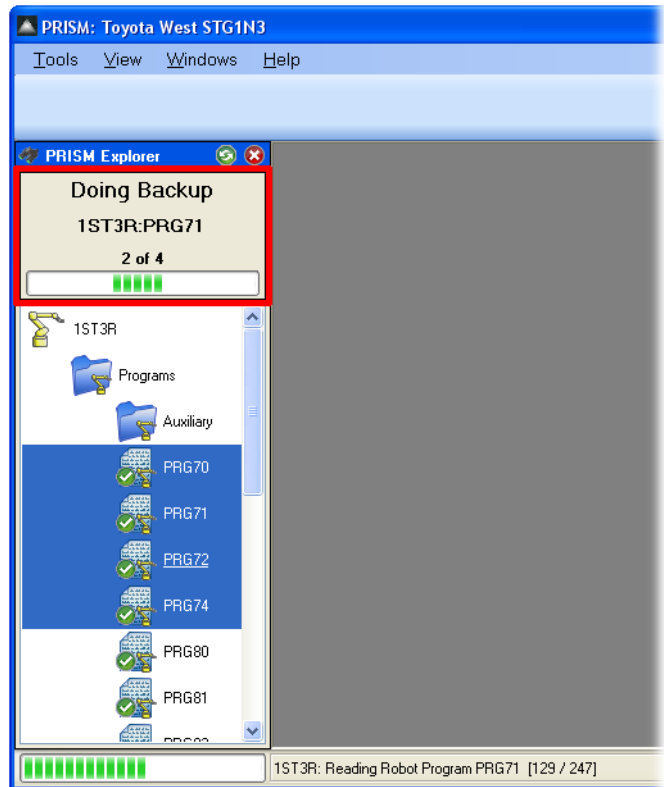 PRISM: Toyota West STG1N3
Tools View Windows Help
PRISM Explorer
Doing Backup
1ST3R:PRG71
2 of 4
1ST3R
Programs
Auxiliary
PRG70
PRG71
PRG72
PRG74
PRG80
PRG81
1ST3R: Reading Robot Program PRG71 [129 / 247]